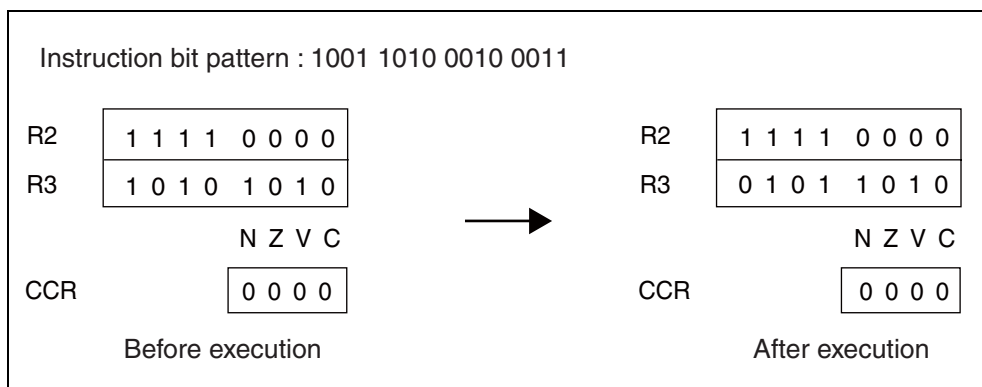 Instruction bit pattern : 1001 1010 0010 0011
R2 1 1 1 1 0 0 0 0 R2 1 1 1 1 0 0 0 0
R3 1 0 1 0 1 0 1 0 R3 0 1 0 1 1 0 1 0
N Z V C N Z V C
CCR 0 0 0 0 CCR 0 0 0 0
Before execution After execution